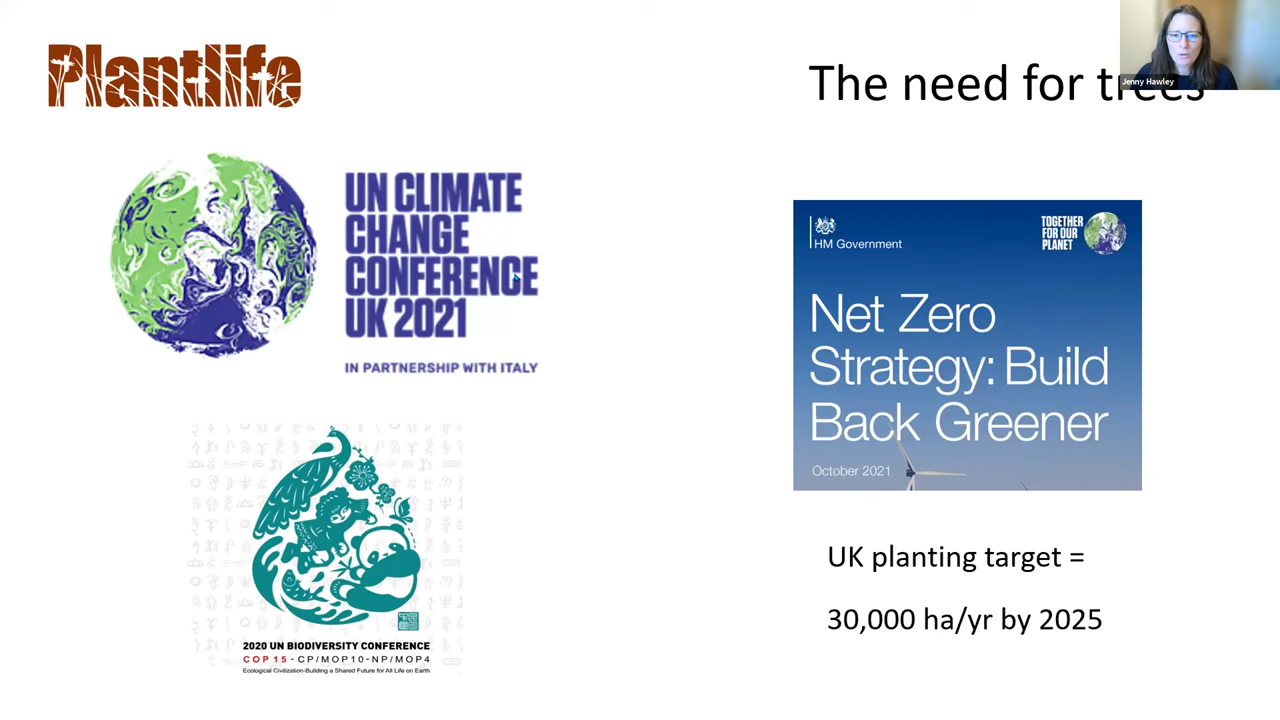 Plantlife
The need for trees
Jenny Hawley
UN CLIMATE
CHANGE
CONFERENCE
UK 2021
IN PARTNERSHIP WITH ITALY
HM Government
TOGETHER
FOR OUR
PLANET
Net Zero
Strategy: Build
Back Greener
October 2021
2020 UN BIODIVERSITY CONFERENCE
COP 15 - CP/MOP10-NP/MOP4
Ecological Civilization-Building a Shared Future for All Life on Earth
UK planting target =
30,000 ha/yr by 2025